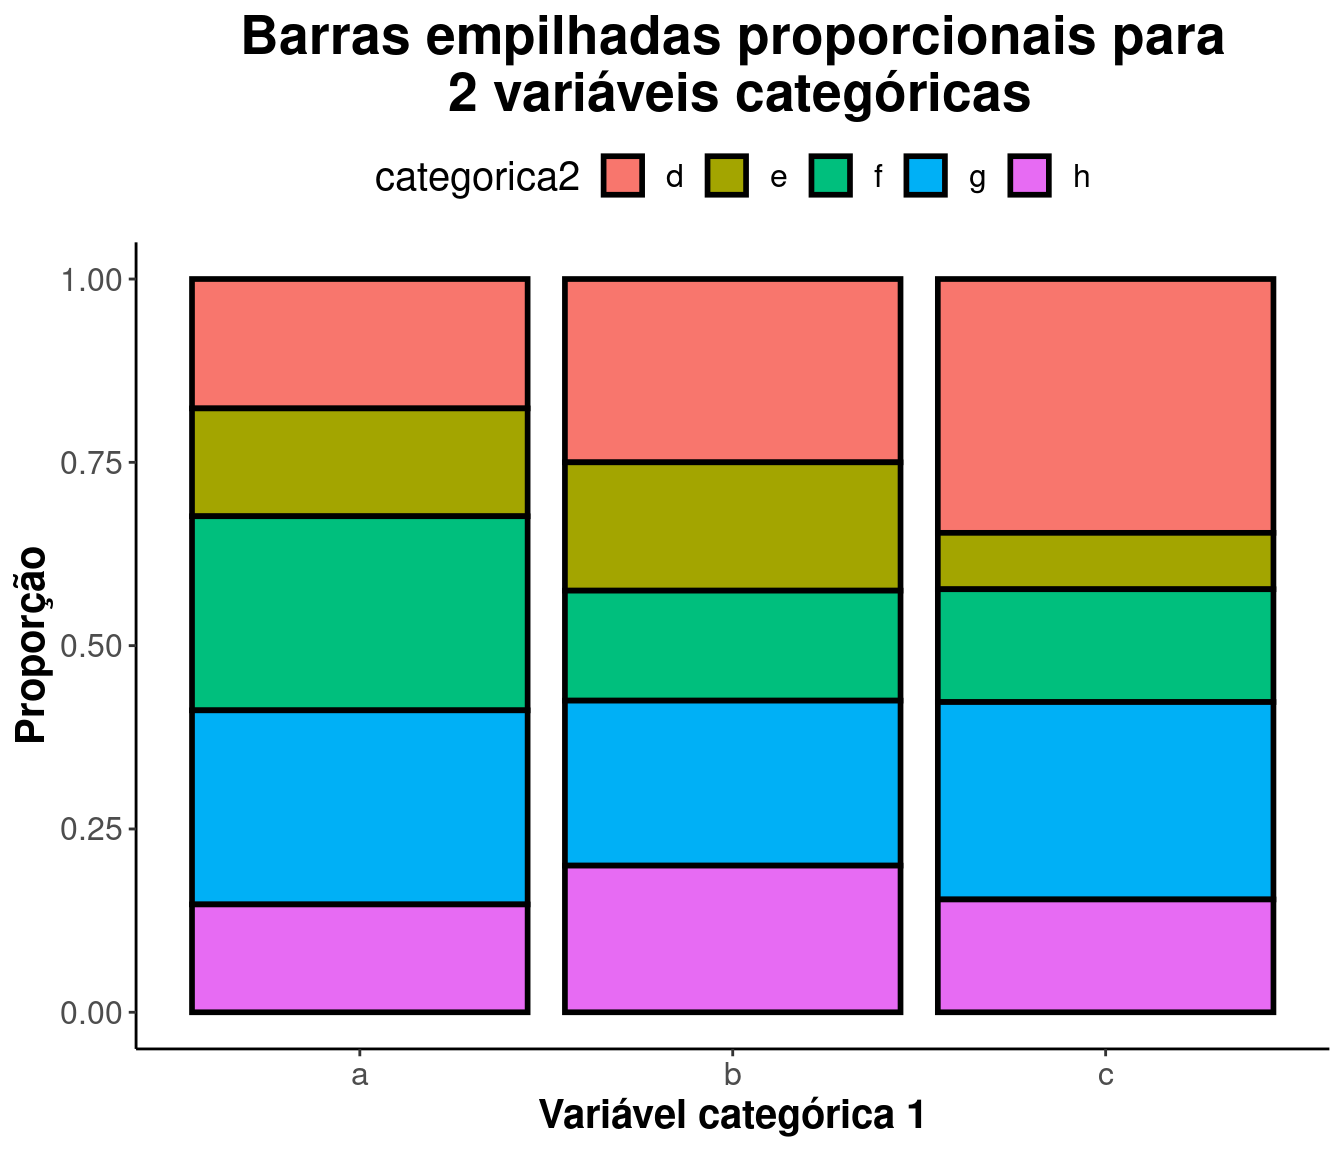 Barras empilhadas proporcionais para
2 variáveis categóricas
categorica2 d e f g h
1.00
0.75
0.50
0.25
0.00
Proporção
a b c
Variável categórica 1